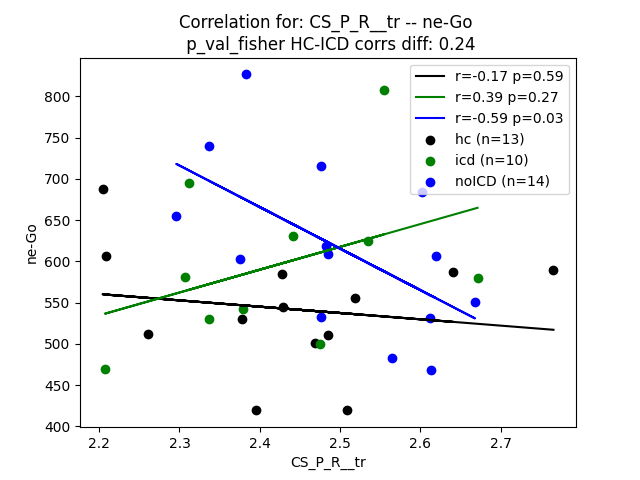 Correlation for: CS_P_R__tr -- ne-Go
p_val_fisher HC-ICD corrs diff: 0.24
r=-0.17 p=0.59
r=0.39 p=0.27
r=-0.59 p=0.03
hc (n=13)
icd (n=10)
noICD (n=14)
800
750
700
650
600
550
500
450
400
ne-Go
2.2 2.3 2.4 2.5 2.6 2.7
CS_P_R__tr